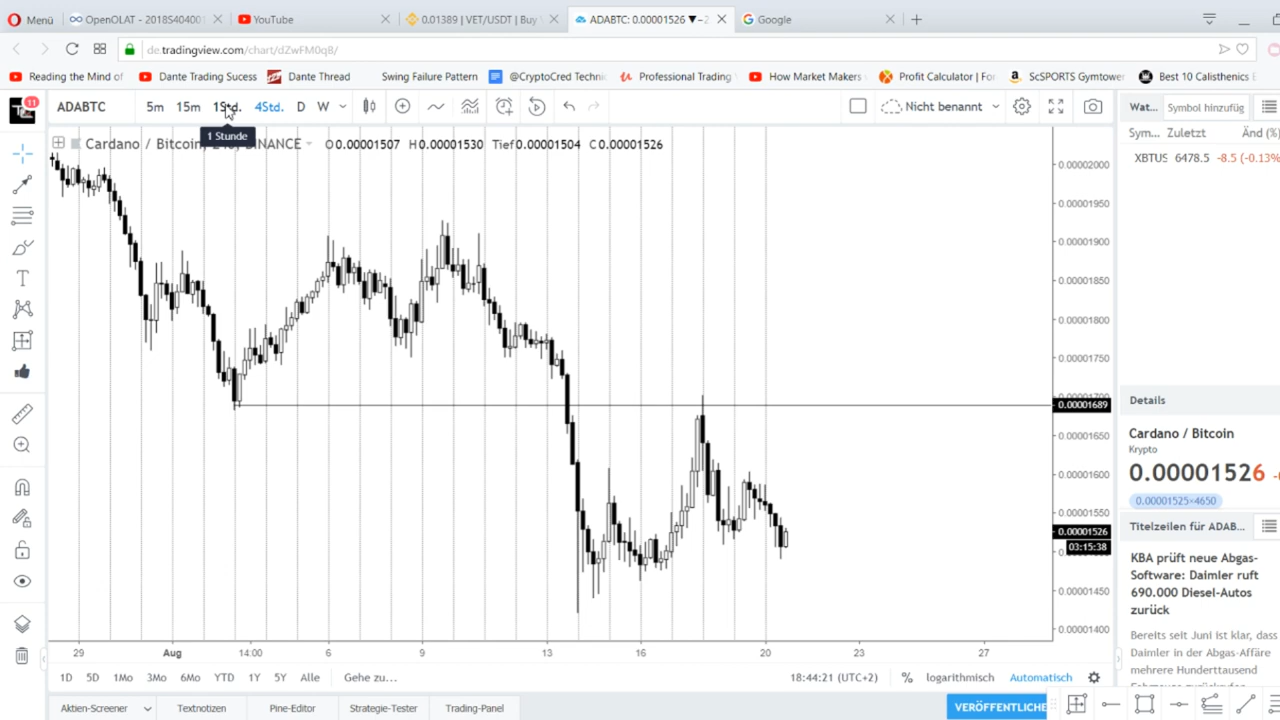 Menü
OpenOLAT - 2018S404001
YouTube
0.01389 | VET/USDT | Buy
ADABTC: 0.00001526 ▼−2
Google
de.tradingview.com/chart/dZwFM0q8/
Reading the Mind of
Dante Trading Sucess
Dante Thread
Swing Failure Pattern
@CryptoCred Technic
Professional Trading
How Market Makers
Profit Calculator | For
ScSPORTS Gymtower
Best 10 Calisthenics E
11
ADABTC
5m
15m
1Std.
4Std.
D
W
Nicht benannt
Wat...
Symbol hinzufüg
1 Stunde
Sym...
Zuletzt
Änd (%)
Cardano / Bitcoin, 240, BINANCE
O0.00001507 H0.00001530 Tief0.00001504 C0.00001526
XBTUS
6478.5
-8.5 (-0.13%
0.00002000
0.00001950
0.00001900
0.00001850
0.00001800
0.00001750
0.00001689
0.00001650
0.00001600
0.00001550
0.00001526
03:15:38
0.00001450
0.00001400
Details
Cardano / Bitcoin
Krypto
0.00001526
0.00001525×4650
Titelzeilen für ADAB...
KBA prüft neue Abgas-
Software: Daimler ruft
690.000 Diesel-Autos
zurück
Bereits seit Juni ist klar, dass
Daimler in der Abgas-Affäre
mehrere Hunderttausend
29
Aug
14:00
6
9
13
16
20
23
27
1D
5D
1Mo
3Mo
6Mo
YTD
1Y
5Y
Alle
Gehe zu...
18:44:21 (UTC+2)
%
logarithmisch
Automatisch
Aktien-Screener
Textnotizen
Pine-Editor
Strategie-Tester
Trading-Panel
VERÖFFENTLICHE